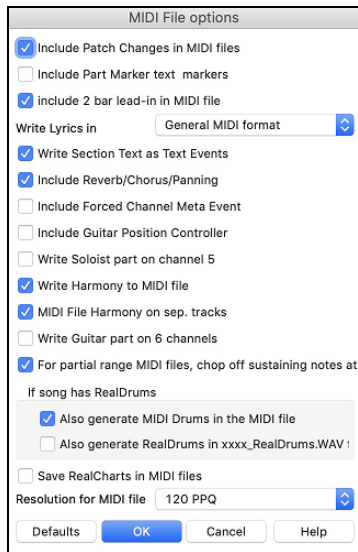 MIDI File options
Include Patch Changes in MIDI files
Include Part Marker text markers
include 2 bar lead-in in MIDI file
Write Lyrics in General MIDI format
Write Section Text as Text Events
Include Reverb/Chorus/Panning
Include Forced Channel Meta Event
Include Guitar Position Controller
Write Soloist part on channel 5
Write Harmony to MIDI file
MIDI File Harmony on sep. tracks
Write Guitar part on 6 channels
For partial range MIDI files, chop off sustaining notes at
If song has RealDrums
Also generate MIDI Drums in the MIDI file
Also generate RealDrums in xxxx_RealDrums.WAV
Save RealCharts in MIDI files
Resolution for MIDI file 120 PPQ
Defaults OK Cancel Help